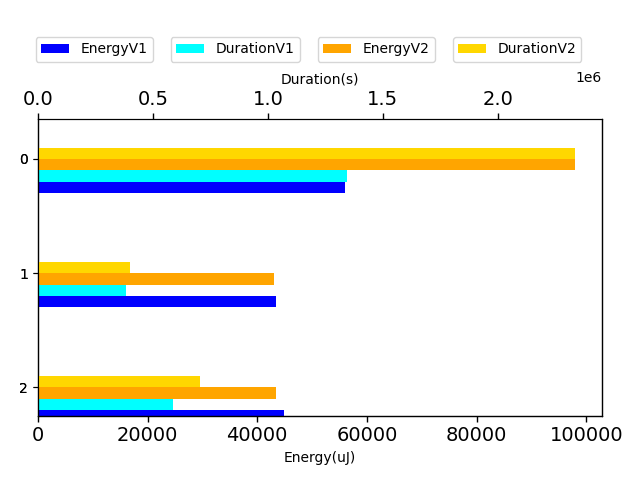 EnergyV1 DurationV1 EnergyV2 DurationV2
Duration(s)
1e6
0.0 0.5 1.0 1.5 2.0
0
1
2
0 20000 40000 60000 80000 100000
Energy(uJ)